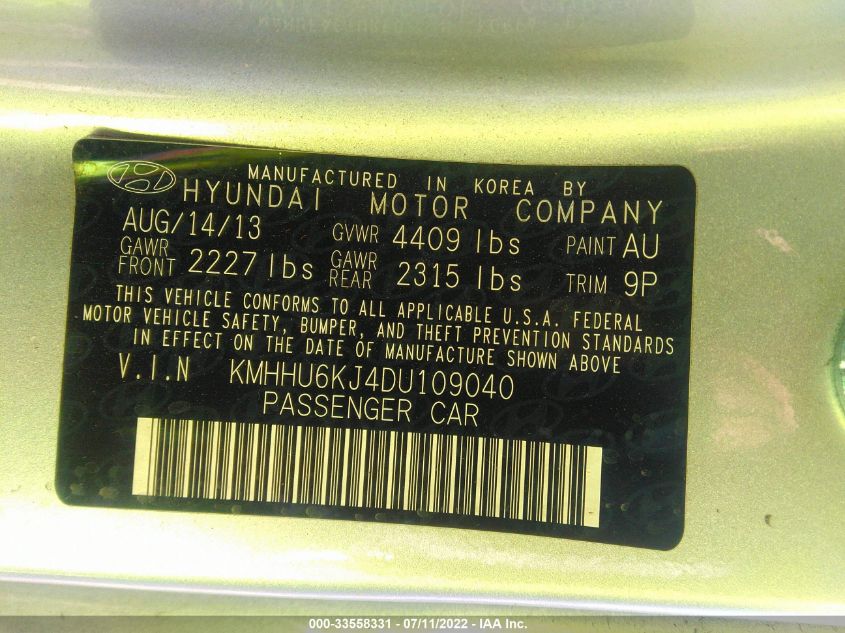 MANUFACTURED IN KOREA BY
HYUNDAI MOTOR COMPANY
AUG/14/13 GVWR 4409 lbs PAINT AU
GAWR FRONT 2227 lbs GAWR REAR 2315 lbs TRIM 9P
THIS VEHICLE CONFORMS TO ALL APPLICABLE U.S.A. FEDERAL
MOTOR VEHICLE SAFETY, BUMPER, AND THEFT PREVENTION STANDARDS
IN EFFECT ON THE DATE OF MANUFACTURE SHOWN ABOVE
V.I.N KMHHU6KJ4DU109040
PASSENGER CAR
000-33558331 - 07/11/2022 - IAA Inc.